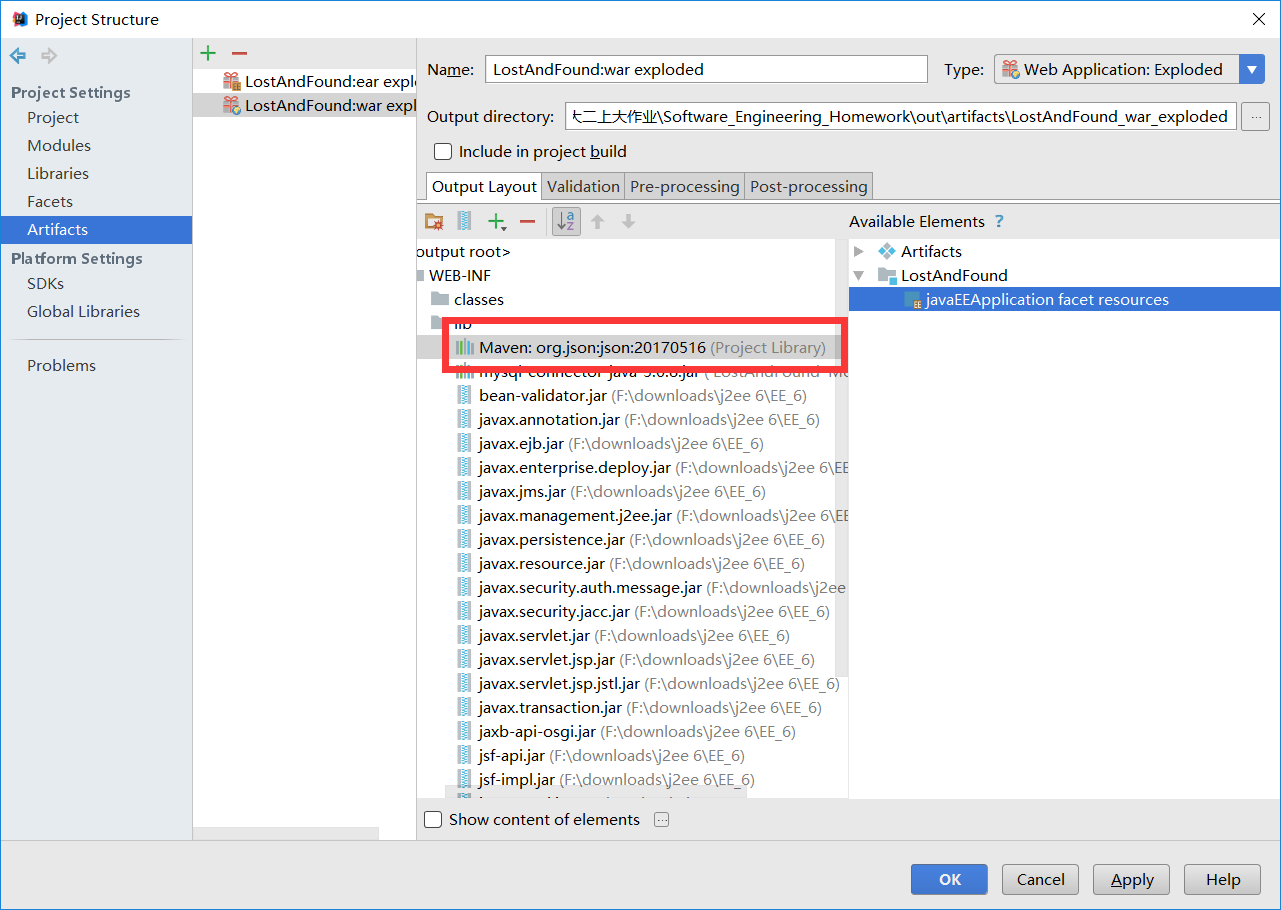 Project Structure
Project Settings
Project
Modules
Libraries
Facets
Artifacts
Platform Settings
SDKs
Global Libraries
Problems
LostAndFound:ear expl
LostAndFound:war expl
Name: LostAndFound:war exploded Type: Web Application: Exploded
Output directory: 大二上大作业\Software_Engineering_Homework\out\artifacts\LostAndFound_war_exploded ...
Include in project build
Output Layout Validation Pre-processing Post-processing
Available Elements ?
output root>
WEB-INF
classes
lib
Maven: org.json:json:20170516 (Project Library)
bean-validator.jar (F:\downloads\j2ee 6\EE_6)
javax.annotation.jar (F:\downloads\j2ee 6\EE_6)
javax.ejb.jar (F:\downloads\j2ee 6\EE_6)
javax.enterprise.deploy.jar (F:\downloads\j2ee 6\EE
javax.jms.jar (F:\downloads\j2ee 6\EE_6)
javax.management.j2ee.jar (F:\downloads\j2ee 6\EE
javax.persistence.jar (F:\downloads\j2ee 6\EE_6)
javax.resource.jar (F:\downloads\j2ee 6\EE_6)
javax.security.auth.message.jar (F:\downloads\j2ee
javax.security.jacc.jar (F:\downloads\j2ee 6\EE_6)
javax.servlet.jar (F:\downloads\j2ee 6\EE_6)
javax.servlet.jsp.jar (F:\downloads\j2ee 6\EE_6)
javax.servlet.jsp.jstl.jar (F:\downloads\j2ee 6\EE_6)
javax.transaction.jar (F:\downloads\j2ee 6\EE_6)
jaxb-api-osgi.jar (F:\downloads\j2ee 6\EE_6)
jsf-api.jar (F:\downloads\j2ee 6\EE_6)
jsf-impl.jar (F:\downloads\j2ee 6\EE_6)
Artifacts
LostAndFound
javaEEApplication facet resources
Show content of elements ...
OK Cancel Apply Help